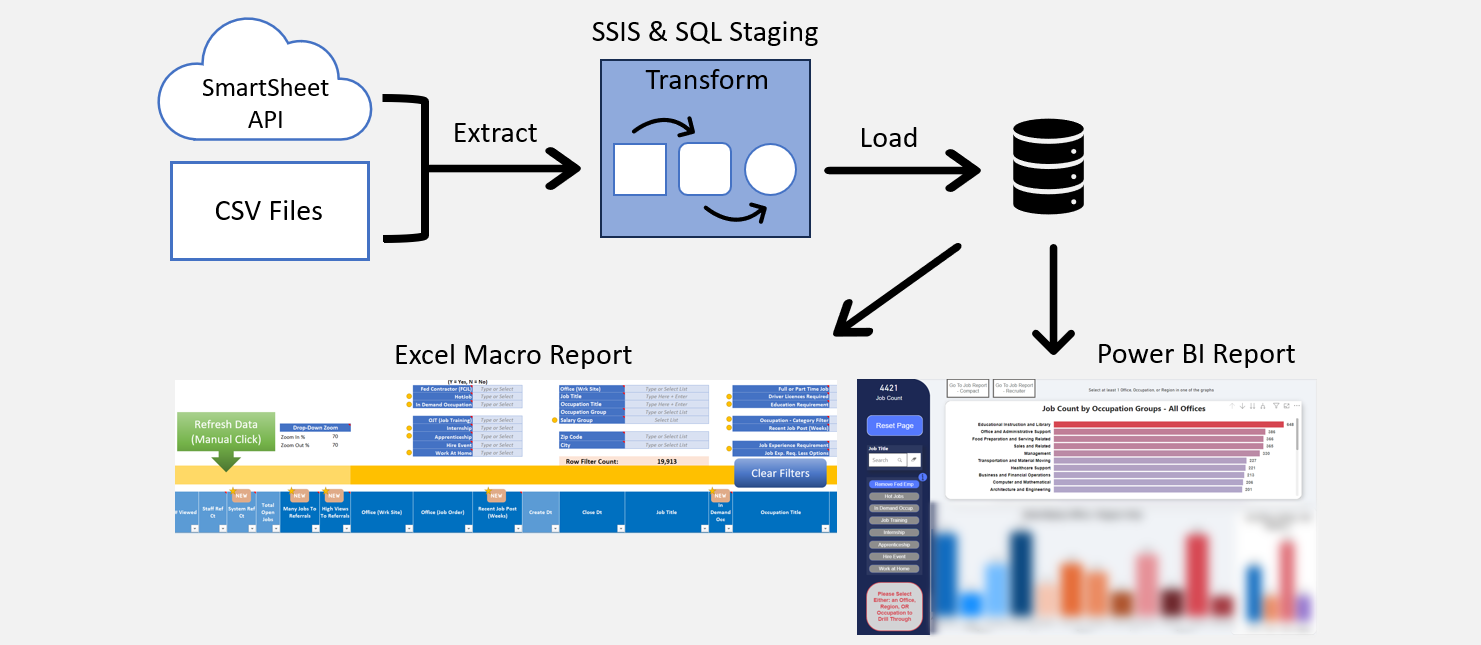 SSIS & SQL Staging
SmartSheet
API
CSV Files
Extract
Transform
Load
Excel Macro Report
Power BI Report
(Y = Yes, N = No)
Refresh Data
(Manual Click)
Drop-Down Zoom
Zoom In % 70
Zoom Out % 70
Fed Contractor (FCJL) Type or Select
HotJob Type or Select
In Demand Occupation Type or Select
OJT (Job Training) Type or Select
Internship Type or Select
Apprenticeship Type or Select
Hire Event Type or Select
Work At Home Type or Select
Office (Wrk Site) Type or Select List
Job Title Type Here + Enter
Occupation Title Type Here + Enter
Occupation Group Type or Select List
Salary Group Select List
Zip Code Type or Select List
City Type or Select List
Row Filter Count: 19,913
Full or Part Time Job
Driver Licenses Required
Education Requirement
Occupation - Category Filter
Recent Job Post (Weeks)
Job Experience Requirement
Job Exp. Req. Less Options
Clear Filters
NEW
NEW
NEW
NEW
NEW
# Viewed
Staff Ref
Dt
System Ref
Dt
Total
Open
Jobs
Many Jobs To
Referrals
High Views
To Referrals
Office (Wrk Site)
Office (Job Order)
Recent Job Post
(Weeks)
Create Dt
Close Dt
Job Title
In
Demand
Occ
Occupation Title
4421
Job Count
Reset Page
Job Title
Search
Remove Fed Emp
Hot Jobs
In Demand Occup
Job Training
Internship
Apprenticeship
Hire Event
Work at Home
Please Select
Either: an Office,
Region, OR
Occupation to
Drill Through
Go To Job Report
- Compact
Go To Job Report
- Recruiter
Select at least 1 Office, Occupation, or Region in one of the graphs
Job Count by Occupation Groups - All Offices
Educational Instruction and Library
Office and Administrative Support
Food Preparation and Serving Related
Sales and Related
Management
Transportation and Material Moving
Healthcare Support
Business and Financial Operations
Computer and Mathematical
Architecture and Engineering